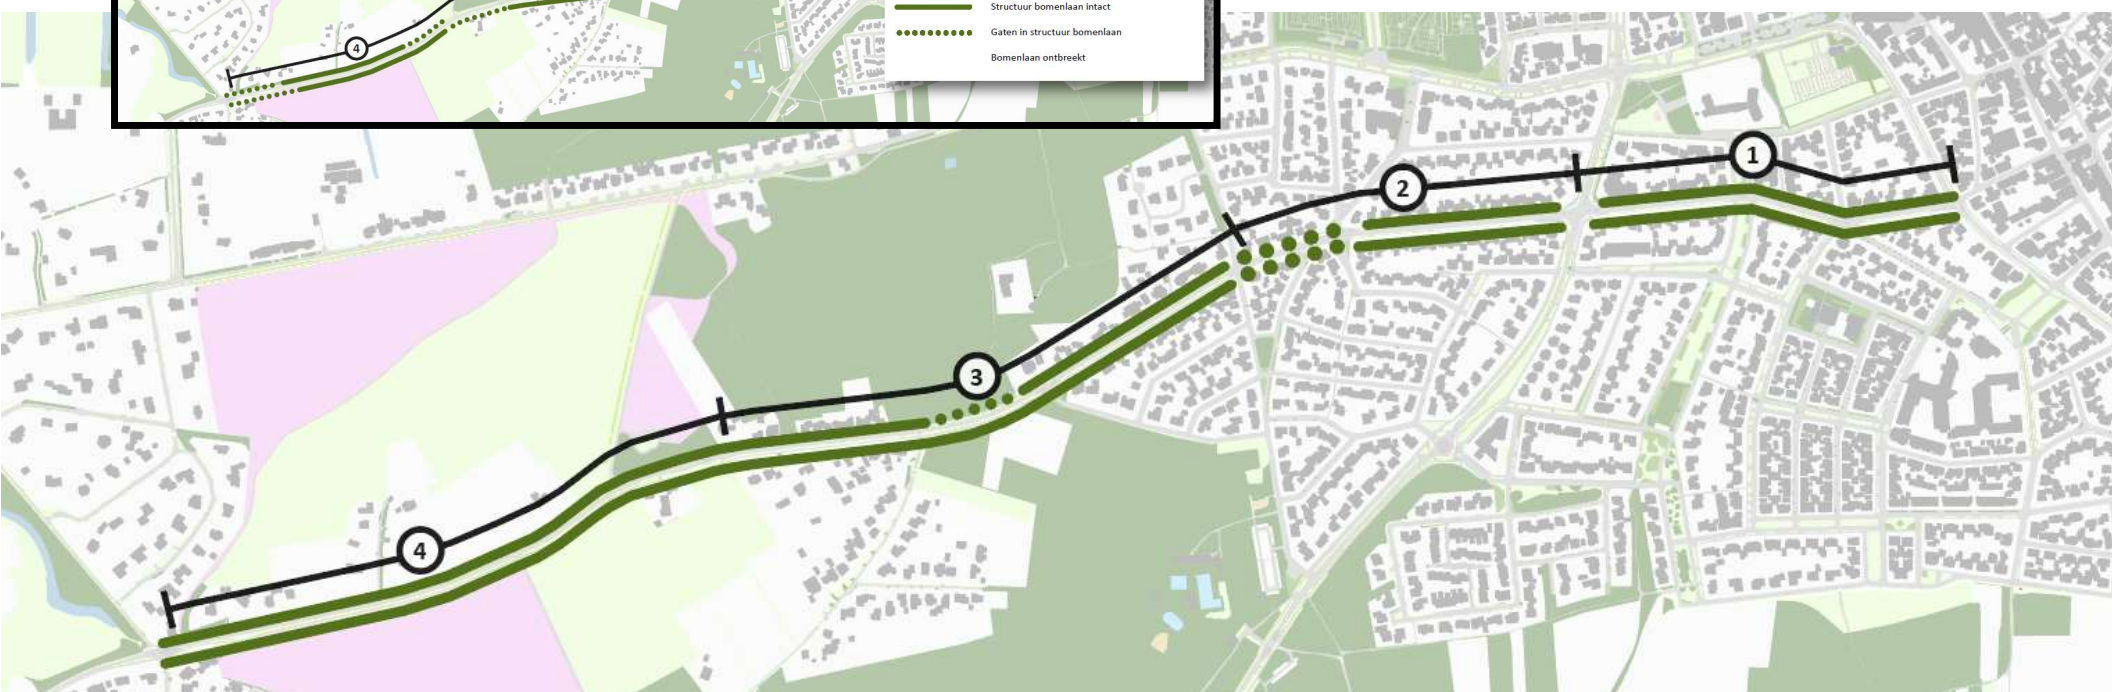 Structuur bomenlaan intact
Gaten in structuur bomenlaan
Bomenlaan ontbreekt
4
1
2
3
4